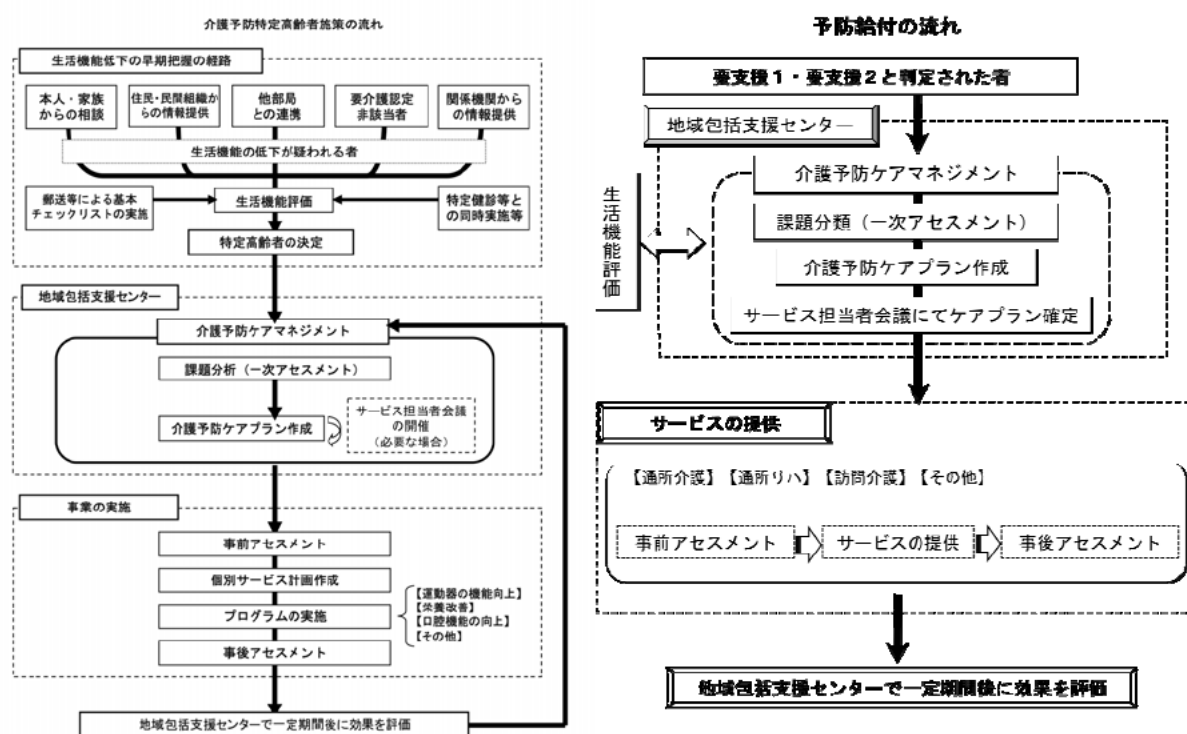 介護予防特定高齢者施策の流れ
生活機能低下の早期把握の経路
本人・家族
からの相談
住民・民間組織
からの情報提供
他部局
との連携
要介護認定
非該当者
関係機関から
の情報提供
生活機能の低下が疑われる者
郵送等による基本
チェックリストの実施
生活機能評価
特定健診等と
の同時実施等
特定高齢者の決定
地域包括支援センター
介護予防ケアマネジメント
課題分析(一次アセスメント)
介護予防ケアプラン作成
サービス担当者会議
の開催
(必要な場合)
事業の実施
事前アセスメント
個別サービス計画作成
プログラムの実施
【運動器の機能向上】
【栄養改善】
【口腔機能の向上】
【その他】
事後アセスメント
地域包括支援センターで一定期間後に効果を評価
予防給付の流れ
要支援1・要支援2と判定された者
地域包括支援センター
生活機能評価
介護予防ケアマネジメント
課題分類(一次アセスメント)
介護予防ケアプラン作成
サービス担当者会議にてケアプラン確定
サービスの提供
【通所介護】【通所リハ】【訪問介護】【その他】
事前アセスメント
サービスの提供
事後アセスメント
地域包括支援センターで一定期間後に効果を評価